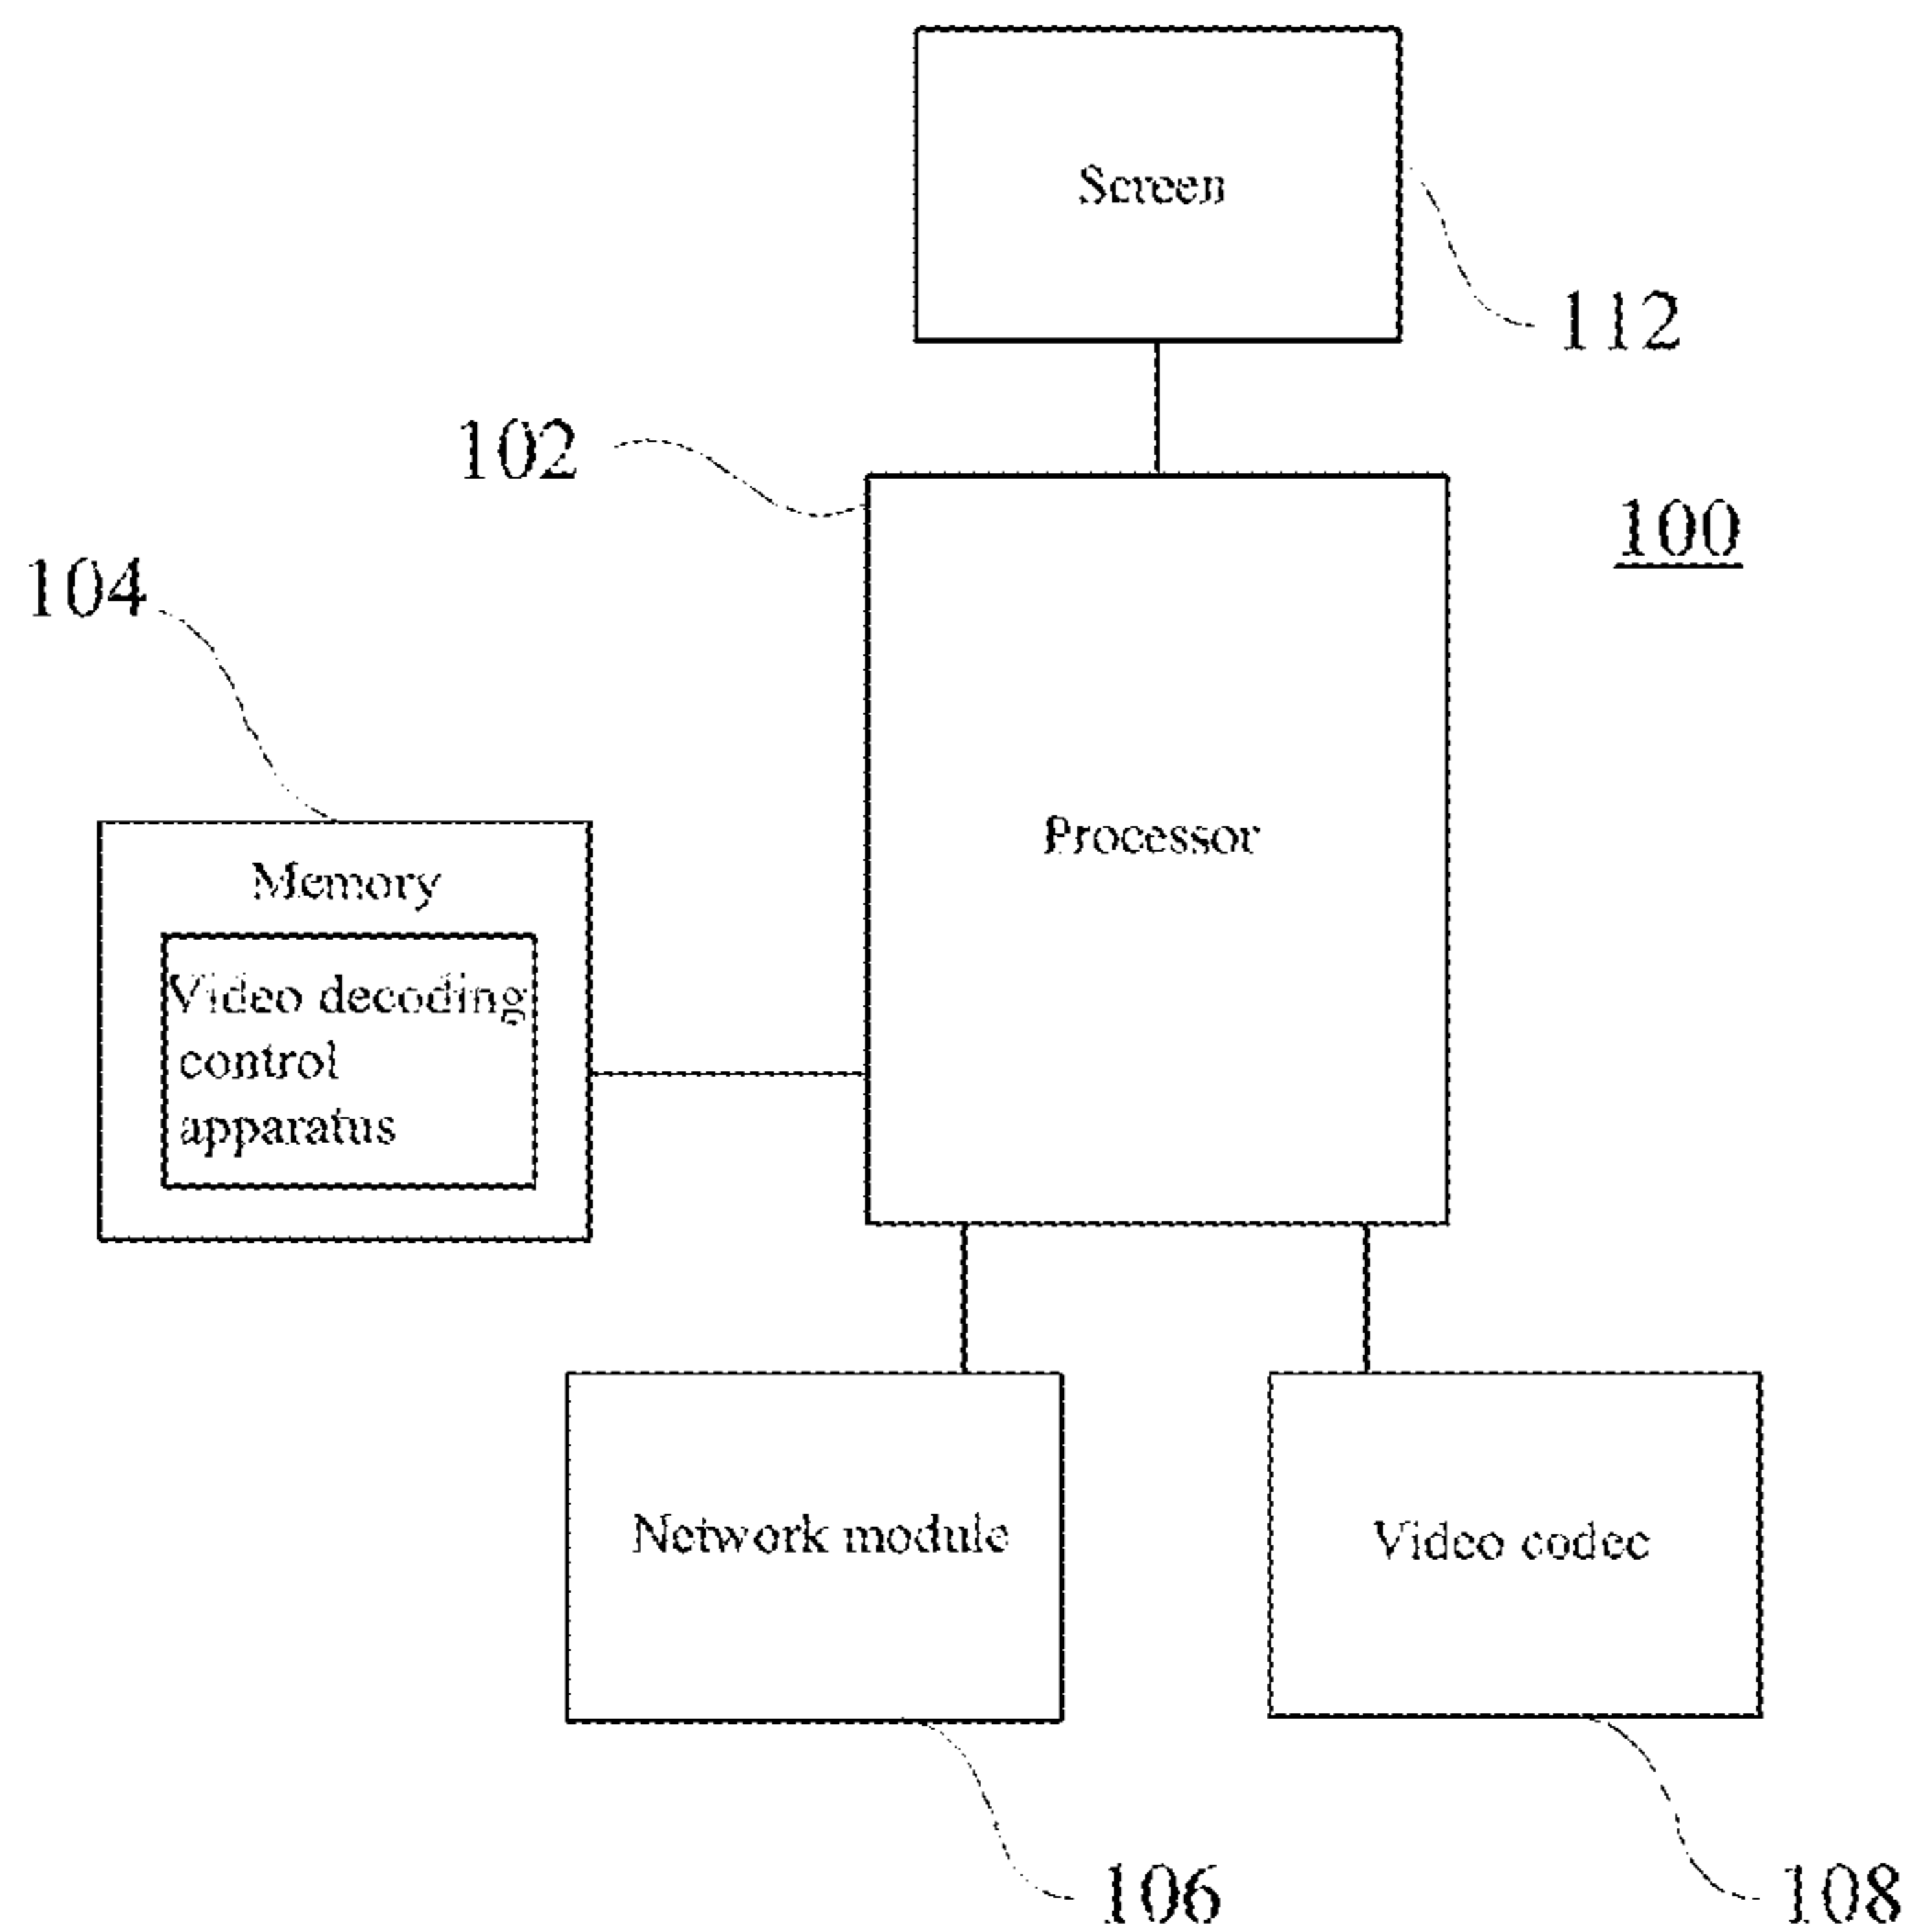 Screen
112
102
100
104
Processor
Memory
Video decoding
control
apparatus
Network module
Video codec
106
108